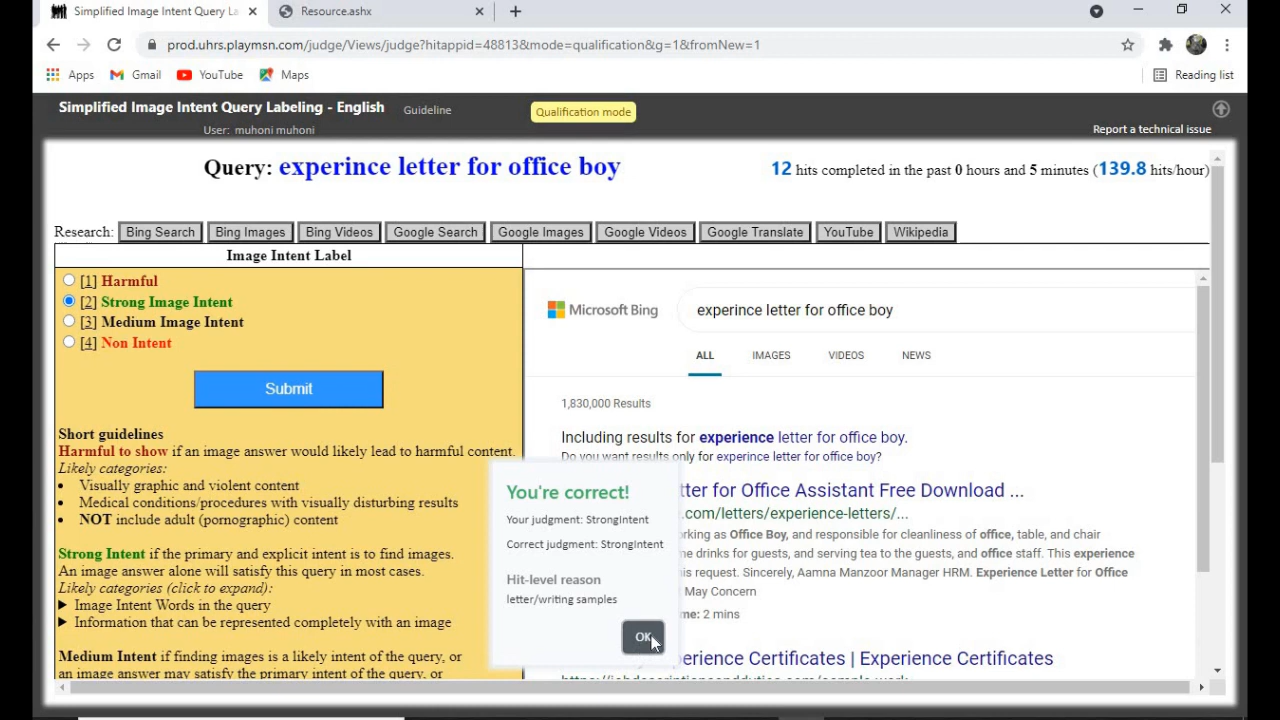 Simplified Image Intent Query La
Resource.ashx
prod.uhrs.playmsn.com/judge/Views/judge?hitappid=48813&mode=qualification&g=1&fromNew=1
Apps
Gmail
YouTube
Maps
Reading list
Simplified Image Intent Query Labeling - English
Guideline
Qualification mode
User: muhoni muhoni
Report a technical issue
Query: experince letter for office boy
12 hits completed in the past 0 hours and 5 minutes (139.8 hits/hour)
Research: Bing Search Bing Images Bing Videos Google Search Google Images Google Videos Google Translate YouTube Wikipedia
Image Intent Label
[1] Harmful
[2] Strong Image Intent
[3] Medium Image Intent
[4] Non Intent
Submit
Short guidelines
Harmful to show if an image answer would likely lead to harmful content.
Likely categories:
• Visually graphic and violent content
• Medical conditions/procedures with visually disturbing results
• NOT include adult (pornographic) content
Strong Intent if the primary and explicit intent is to find images.
An image answer alone will satisfy this query in most cases.
Likely categories (click to expand):
Image Intent Words in the query
Information that can be represented completely with an image
Medium Intent if finding images is a likely intent of the query, or
an image answer may satisfy the primary intent of the query, or
Microsoft Bing
experince letter for office boy
ALL
IMAGES
VIDEOS
NEWS
1,830,000 Results
Including results for experience letter for office boy.
Do you want results only for experince letter for office boy?
tter for Office Assistant Free Download ...
.com/letters/experience-letters/...
rking as Office Boy, and responsible for cleanliness of office, table, and chair
me drinks for guests, and serving tea to the guests, and office staff. This experience
is request. Sincerely, Aamna Manzoor Manager HRM. Experience Letter for Office
May Concern
me: 2 mins
perience Certificates | Experience Certificates
You're correct!
Your judgment: StrongIntent
Correct judgment: StrongIntent
Hit-level reason
letter/writing samples
OK